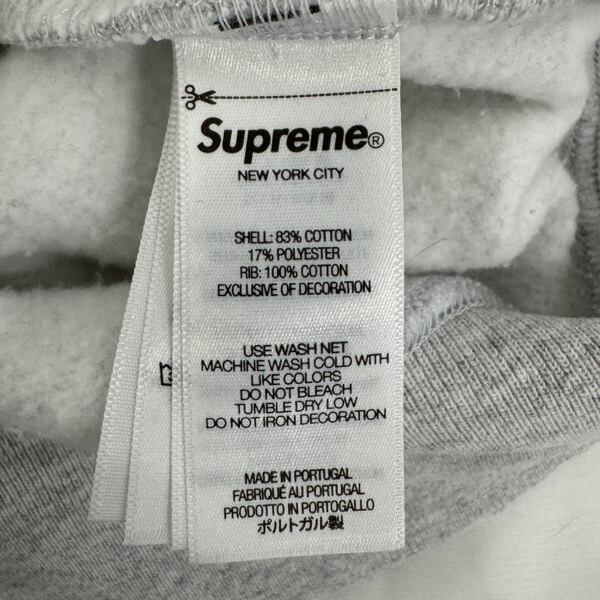 Supreme®
NEW YORK CITY
SHELL: 83% COTTON
17% POLYESTER
RIB: 100% COTTON
EXCLUSIVE OF DECORATION
USE WASH NET
MACHINE WASH COLD WITH
LIKE COLORS
DO NOT BLEACH
TUMBLE DRY LOW
DO NOT IRON DECORATION
MADE IN PORTUGAL
FABRIQUÉ AU PORTUGAL
PRODOTTO IN PORTOGALLO
ポルトガル製